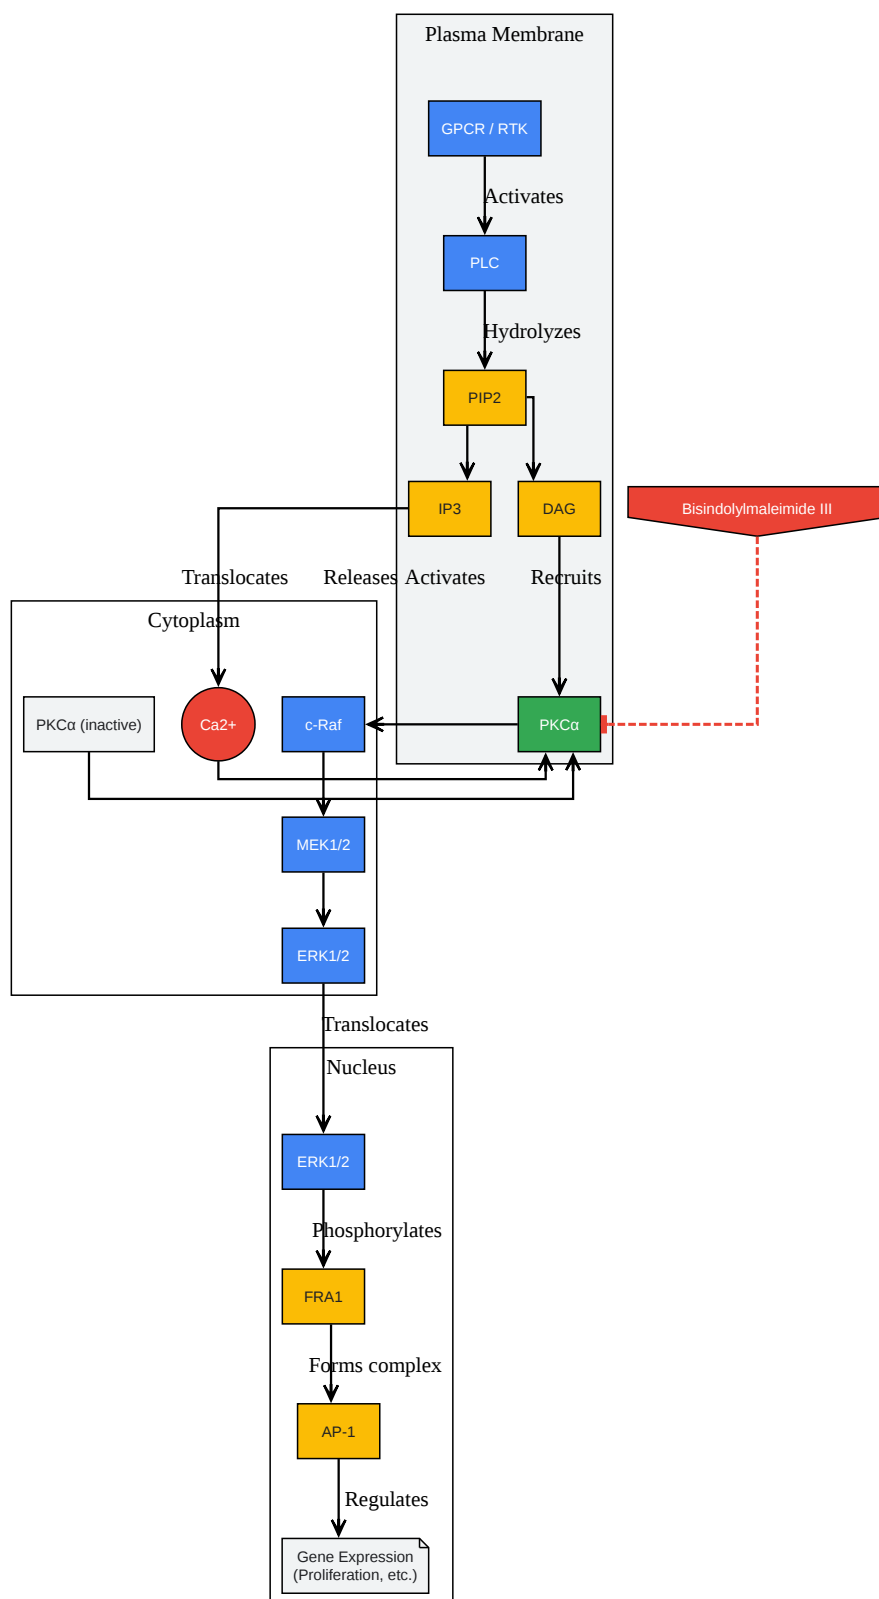 Plasma Membrane
GPCR / RTK
Activates
PLC
Hydrolyzes
PIP2
IP3
DAG
Bisindolylmaleimide III
Translocates
Releases
Activates
Recruits
Cytoplasm
PKCα (inactive)
Ca2+
c-Raf
PKCα
MEK1/2
ERK1/2
Translocates
Nucleus
ERK1/2
Phosphorylates
FRA1
Forms complex
AP-1
Regulates
Gene Expression
(Proliferation, etc.)